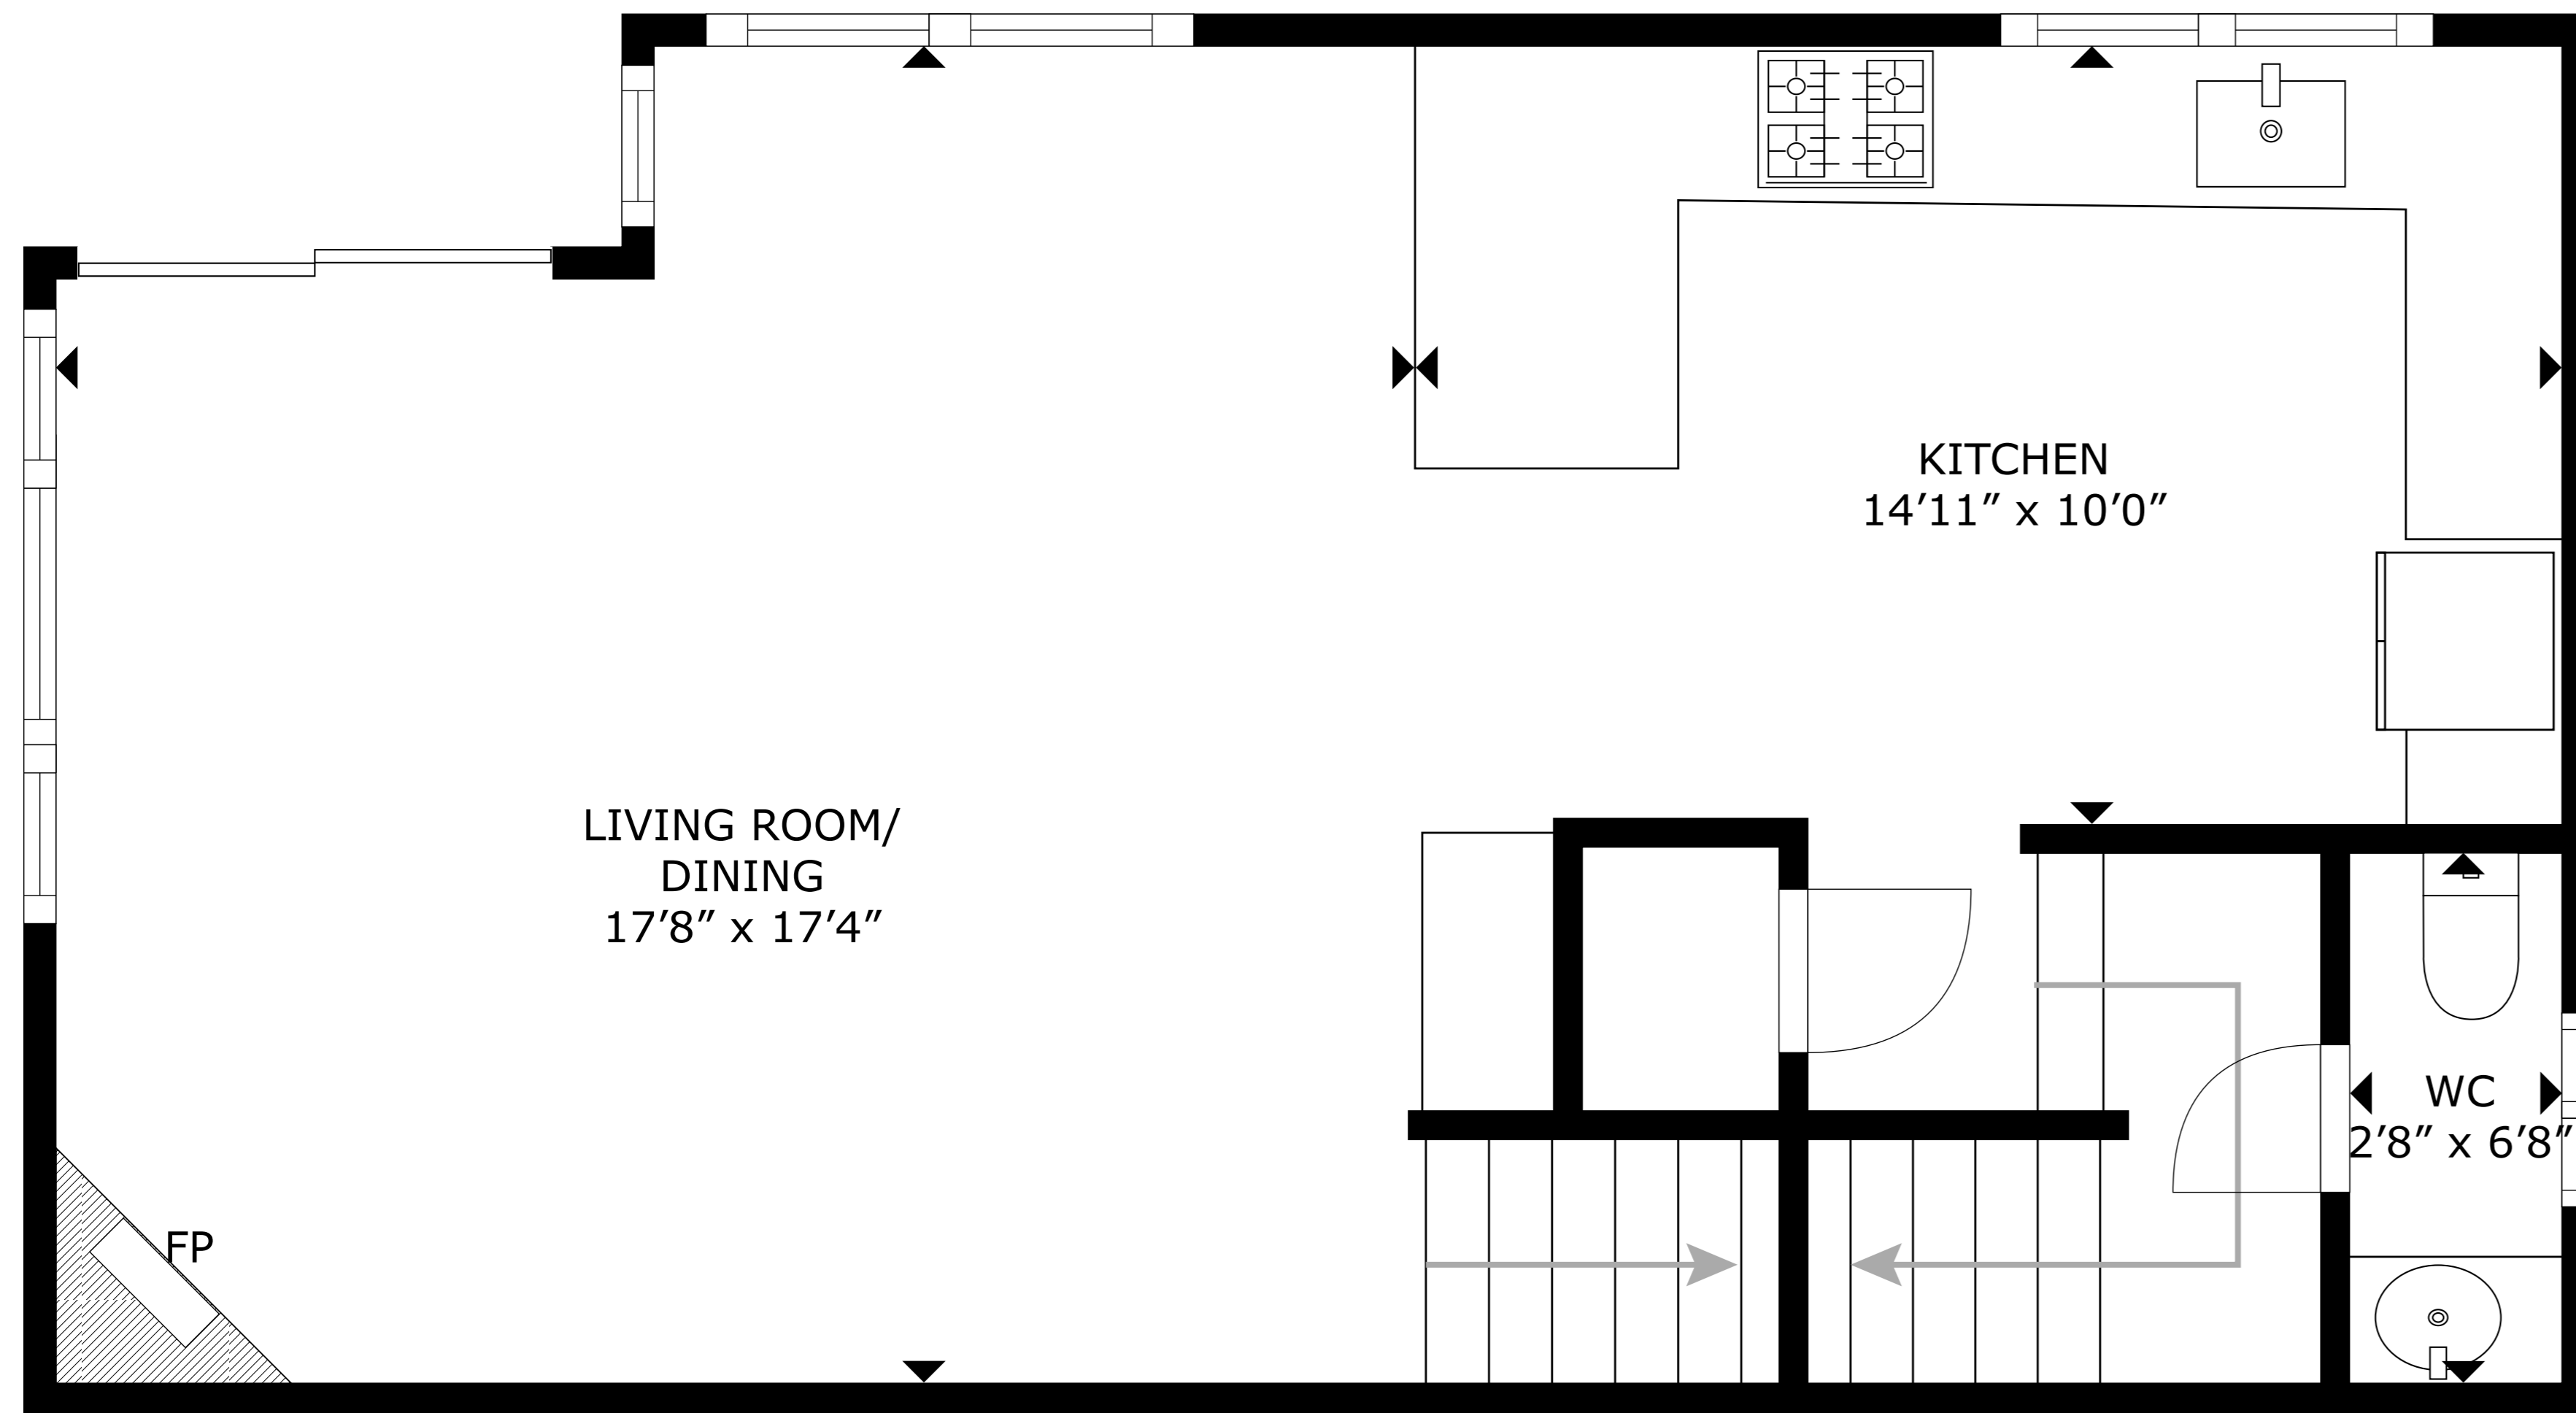 KITCHEN
14′11″ x 10′0″
LIVING ROOM/
DINING
17′8″ x 17′4″
WC
2′8″ x 6′8″
FP